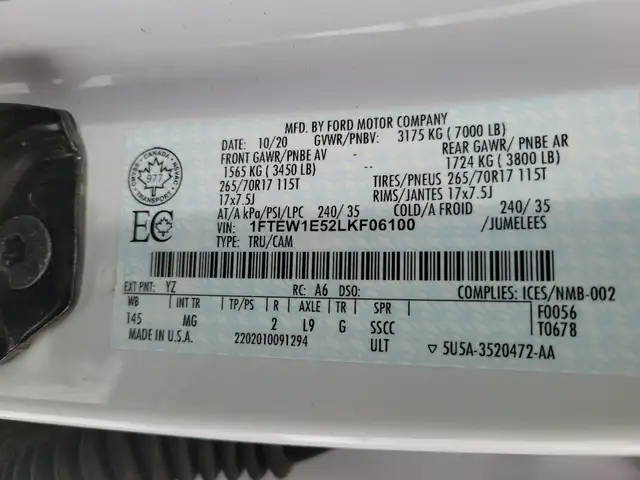 MFD. BY FORD MOTOR COMPANY
DATE: 10/20 GVWR/PNBV: 3175 KG ( 7000 LB)
FRONT GAWR/PNBE AV -- REAR GAWR/ PNBE AR
1565 KG ( 3450 LB) 1724 KG ( 3800 LB)
265/70R17 115T TIRES/PNEUS 265/70R17 115T
17x7.5J RIMS/JANTES 17x7.5J
AT/A kPa/PSI/LPC 240/ 35 COLD/A FROID 240/ 35
VIN: 1FTEW1E52LKF06100 /JUMELEES
TYPE: TRU/CAM
CANADA
977
TRANSPORT
EC
EXT PNT: YZ RC: A6 DSO: COMPLIES: ICES/NMB-002
WB INT TR TP/PS R AXLE TR SPR F0056
145 MG 2 L9 G SSCC T0678
MADE IN U.S.A. 2202010091294 ULT ▽ 5U5A-3520472-AA